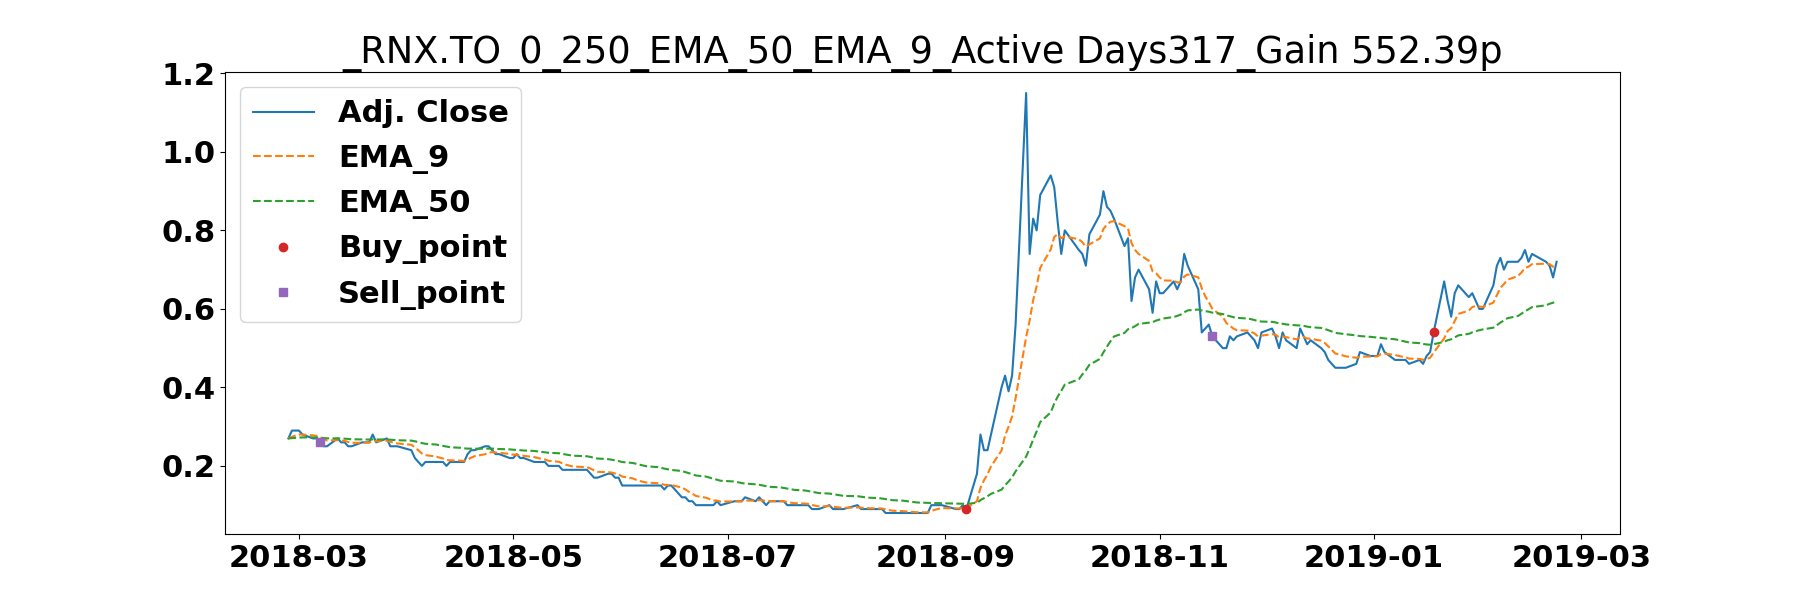 _RNX.TO_0_250_EMA_50_EMA_9_Active Days317_Gain 552.39p
1.2
1.0
0.8
0.6
0.4
0.2
Adj. Close
EMA_9
EMA_50
Buy_point
Sell_point
2018-03 2018-05 2018-07 2018-09 2018-11 2019-01 2019-03